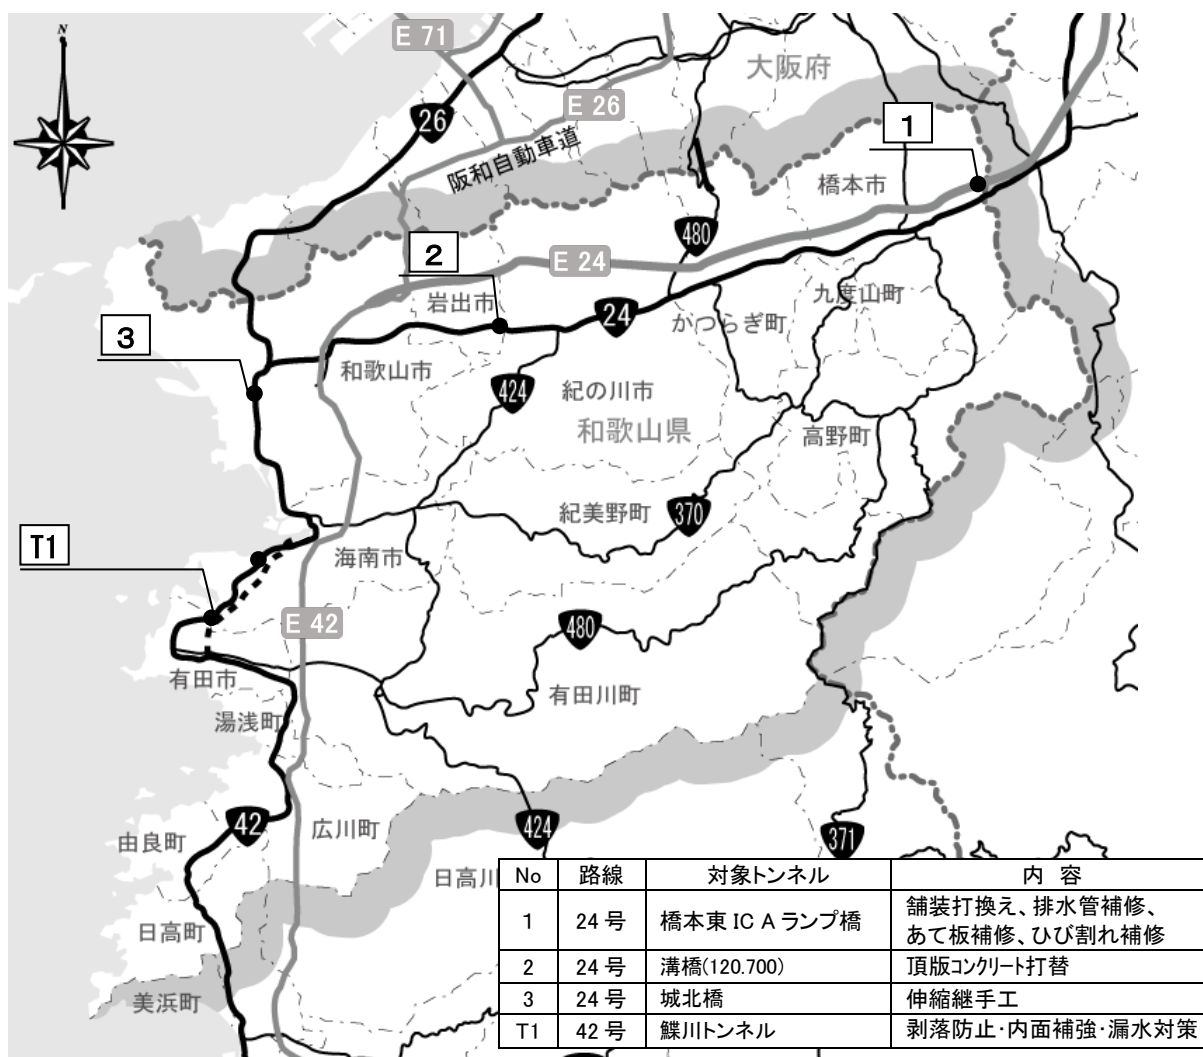 N
E 71
大阪府
E 26
26
阪和自動車道
1
橋本市
480
2
E 24
岩出市
九度山町
24
かつらぎ町
3
和歌山市
424
紀の川市
和歌山県
高野町
紀美野町
370
T1
海南市
E 42
480
有田市
有田川町
湯浅町
42
広川町
424
371
由良町
日高川
日高町
美浜町
No 路線 対象トンネル 内 容
1 24 号 橋本東 IC A ランプ橋 舗装打換え、排水管補修、
あて板補修、ひび割れ補修
2 24 号 溝橋(120.700) 頂版コンクリート打替
3 24 号 城北橋 伸縮継手工
T1 42 号 鰈川トンネル 剥落防止・内面補強・漏水対策